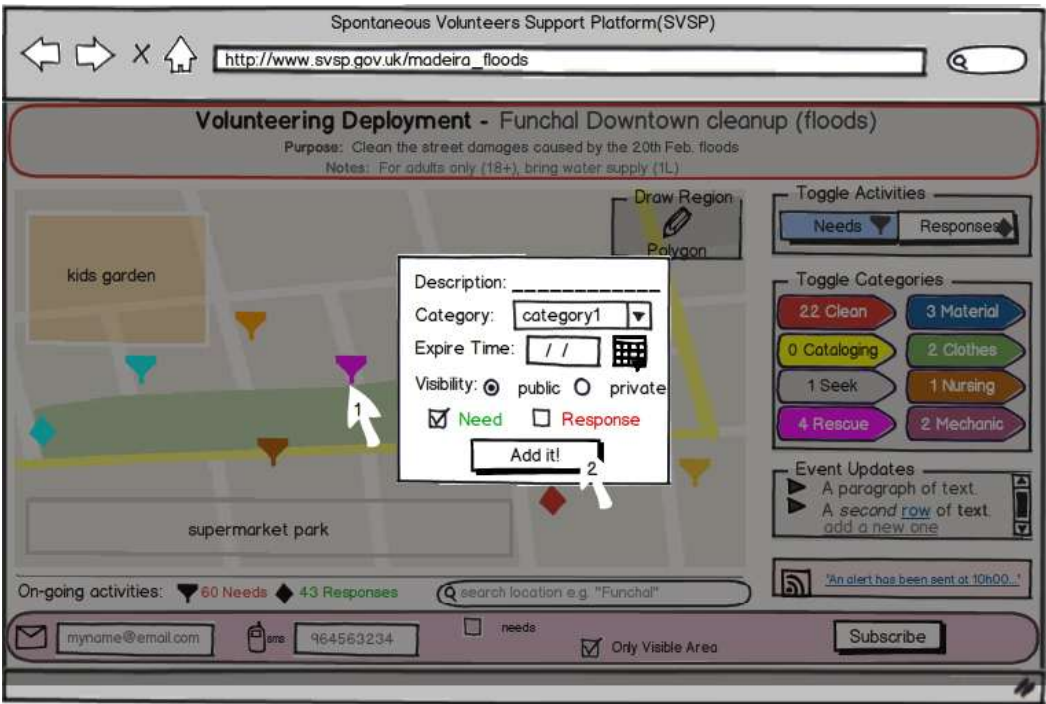 Spontaneous Volunteers Support Platform(SVSP)
http://www.svsp.gov.uk/madeira_floods
Volunteering Deployment - Funchal Downtown cleanup (floods)
Purpose: Clean the street damages caused by the 20th Feb. floods
Notes: For adults only (18+), bring water supply (1L)
Draw Region
Polygon
kids garden
supermarket park
1
Description: ____________
Category: category1
Expire Time: / /
Visibility: public private
Need Response
Add it!
2
Toggle Activities
Needs Responses
Toggle Categories
22 Clean 3 Material
0 Cataloging 2 Clothes
1 Seek 1 Nursing
4 Rescue 2 Mechanic
Event Updates
A paragraph of text.
A second row of text.
add a new one
"An alert has been sent at 10h00..."
On-going activities: 60 Needs 43 Responses search location e.g. "Funchal"
myname@email.com sms 964563234 needs Only Visible Area Subscribe